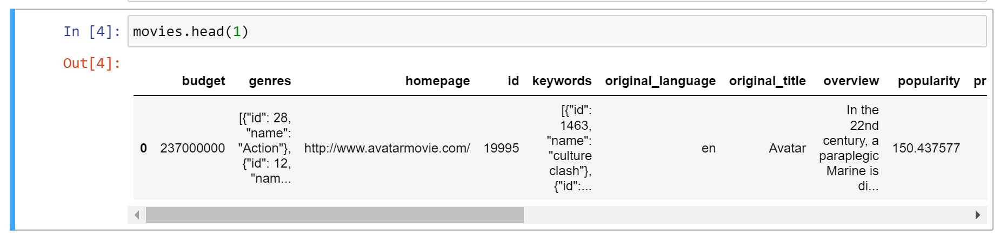 In [4]: movies.head(1)
Out[4]:
budget genres homepage id keywords original_language original_title overview popularity pr
0 237000000 [{"id": 28, "name": "Action"}, {"id": 12, "nam... http://www.avatarmovie.com/ 19995 [{"id": 1463, "name": "culture clash"}, {"id":... en Avatar In the 22nd century, a paraplegic Marine is di... 150.437577